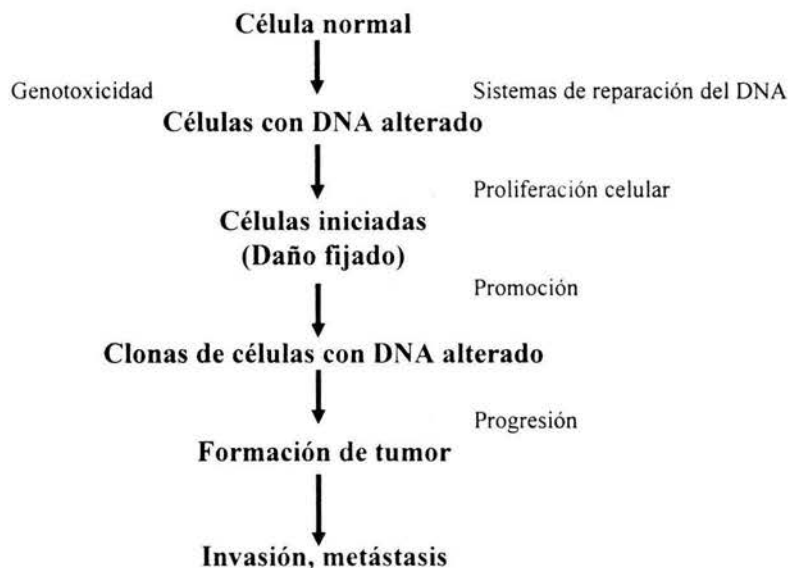 Célula normal
Genotoxicidad
Sistemas de reparación del DNA
Células con DNA alterado
Proliferación celular
Células iniciadas
(Daño fijado)
Promoción
Clonas de células con DNA alterado
Progresión
Formación de tumor
Invasión, metástasis